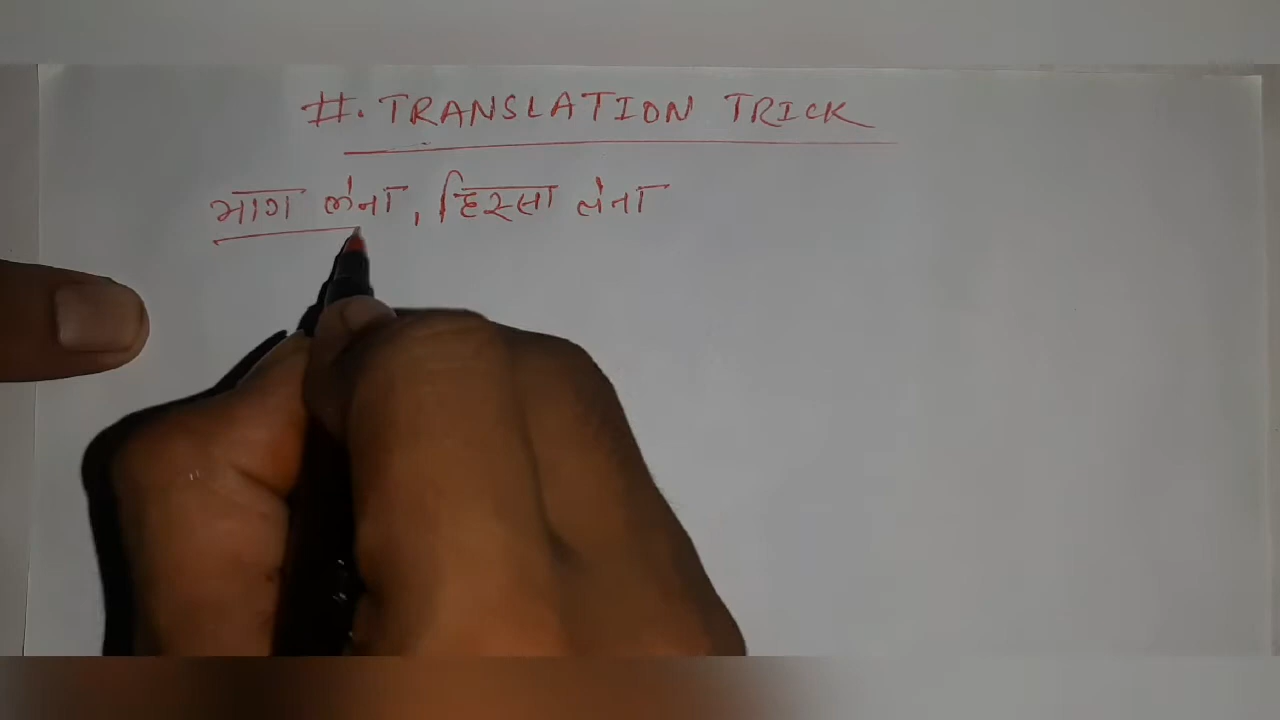 #. TRANSLATION TRICK
भाग लेना, हिस्सा लेना